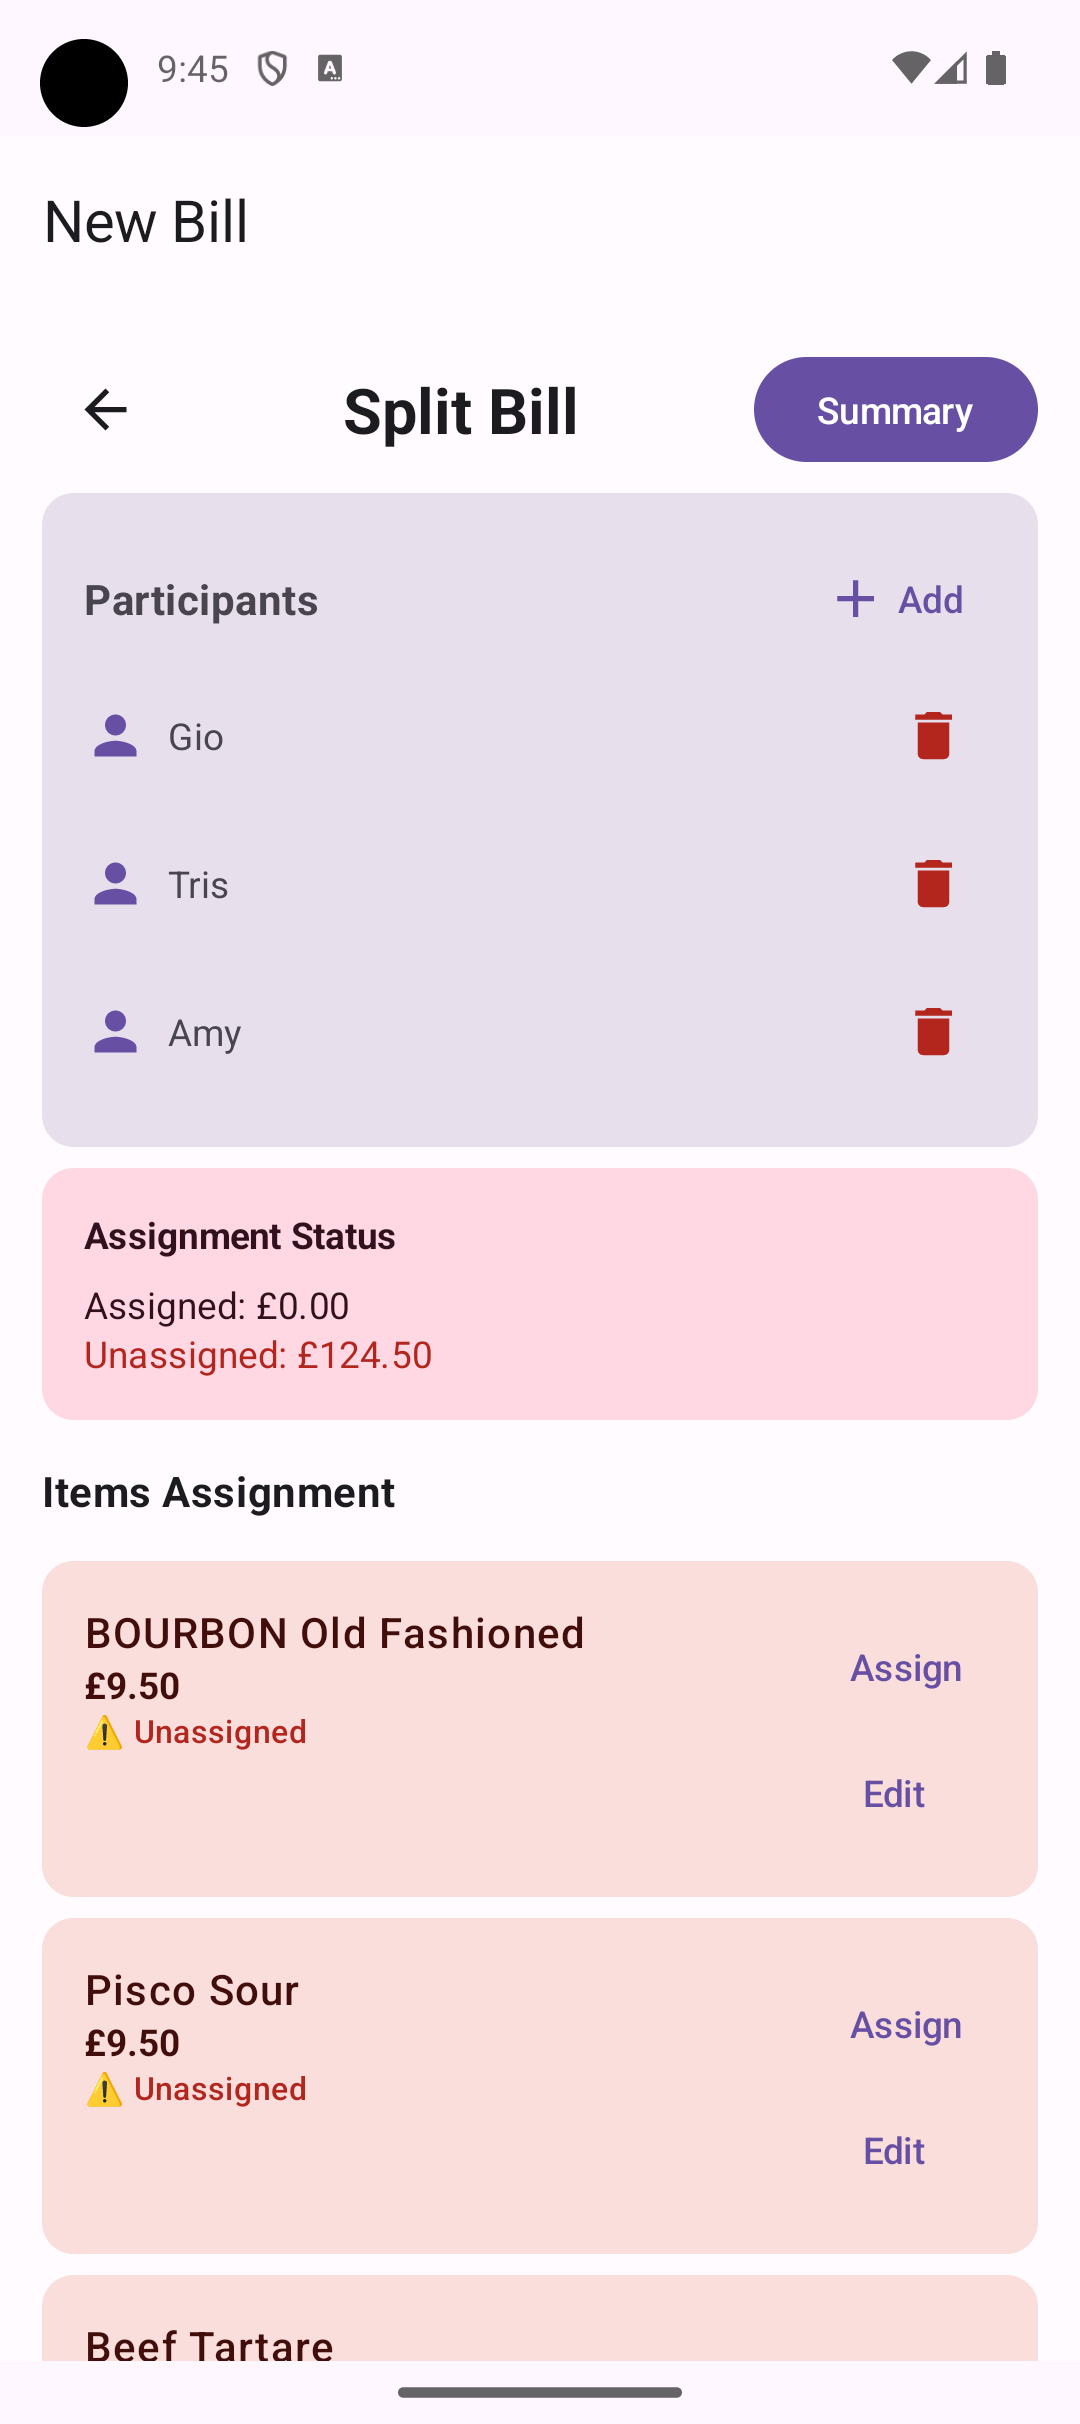 9:45
New Bill
Split Bill
Summary
Participants
Add
Gio
Tris
Amy
Assignment Status
Assigned: £0.00
Unassigned: £124.50
Items Assignment
BOURBON Old Fashioned
£9.50
⚠️ Unassigned
Assign
Edit
Pisco Sour
£9.50
⚠️ Unassigned
Assign
Edit
Beef Tartare